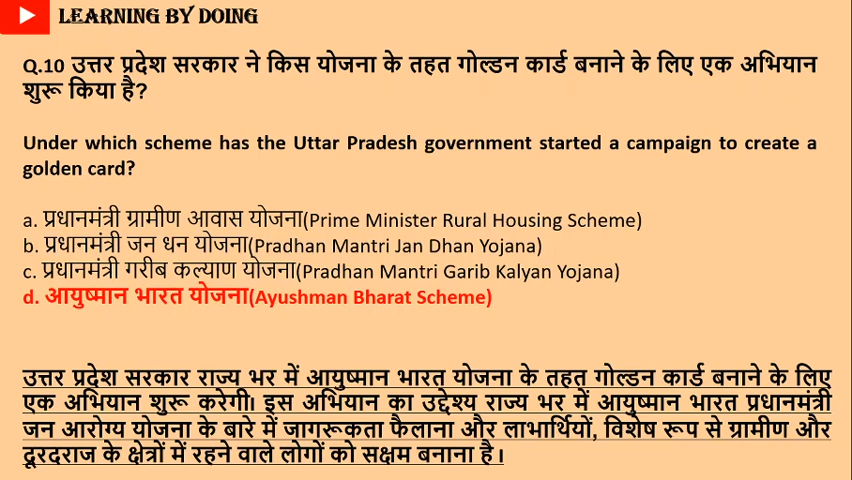 LEARNING BY DOING
Q.10 उत्तर प्रदेश सरकार ने किस योजना के तहत गोल्डन कार्ड बनाने के लिए एक अभियान
शुरू किया है?
Under which scheme has the Uttar Pradesh government started a campaign to create a
golden card?
a. प्रधानमंत्री ग्रामीण आवास योजना(Prime Minister Rural Housing Scheme)
b. प्रधानमंत्री जन धन योजना(Pradhan Mantri Jan Dhan Yojana)
c. प्रधानमंत्री गरीब कल्याण योजना(Pradhan Mantri Garib Kalyan Yojana)
d. आयुष्मान भारत योजना(Ayushman Bharat Scheme)
उत्तर प्रदेश सरकार राज्य भर में आयुष्मान भारत योजना के तहत गोल्डन कार्ड बनाने के लिए
एक अभियान शुरू करेगी। इस अभियान का उद्देश्य राज्य भर में आयुष्मान भारत प्रधानमंत्री
जन आरोग्य योजना के बारे में जागरूकता फैलाना और लाभार्थियों, विशेष रूप से ग्रामीण और
दूरदराज के क्षेत्रों में रहने वाले लोगों को सक्षम बनाना है।